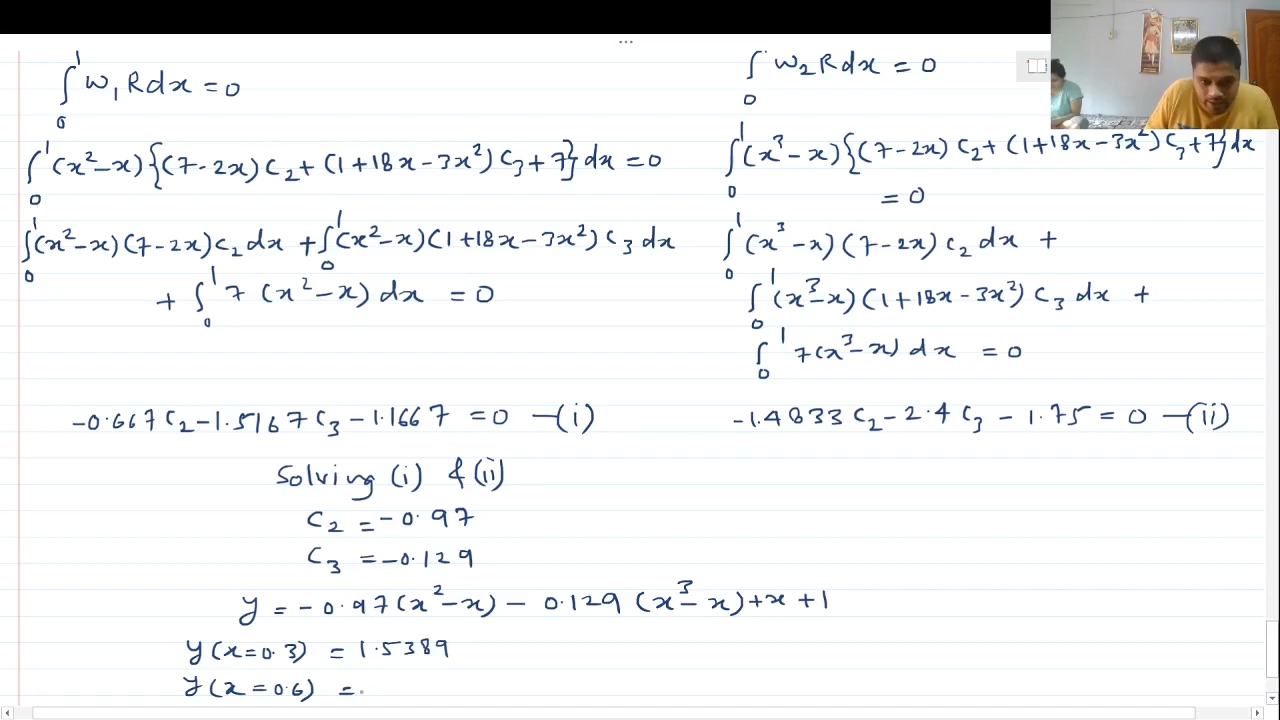 ∫₀¹ w₁ R dx = 0
∫₀¹ (x² - x) {(7 - 2x) C₂ + (1 + 18x - 3x²) C₃ + 7} dx = 0
∫₀¹ (x² - x) (7 - 2x) C₂ dx + ∫₀¹ (x² - x) (1 + 18x - 3x²) C₃ dx
+ ∫₀¹ 7 (x² - x) dx = 0
-0.667 C₂ - 1.5167 C₃ - 1.1667 = 0 —(i)
∫₀¹ w₂ R dx = 0
∫₀¹ (x³ - x) {(7 - 2x) C₂ + (1 + 18x - 3x²) C₃ + 7} dx
= 0
∫₀¹ (x³ - x) (7 - 2x) C₂ dx +
∫₀¹ (x³ - x) (1 + 18x - 3x²) C₃ dx +
∫₀¹ 7 (x³ - x) dx = 0
-1.4833 C₂ - 2.4 C₃ - 1.75 = 0 —(ii)
Solving (i) & (ii)
C₂ = -0.97
C₃ = -0.129
y = -0.97 (x² - x) - 0.129 (x³ - x) + x + 1
y (x = 0.3) = 1.5389
y (x = 0.6) = .